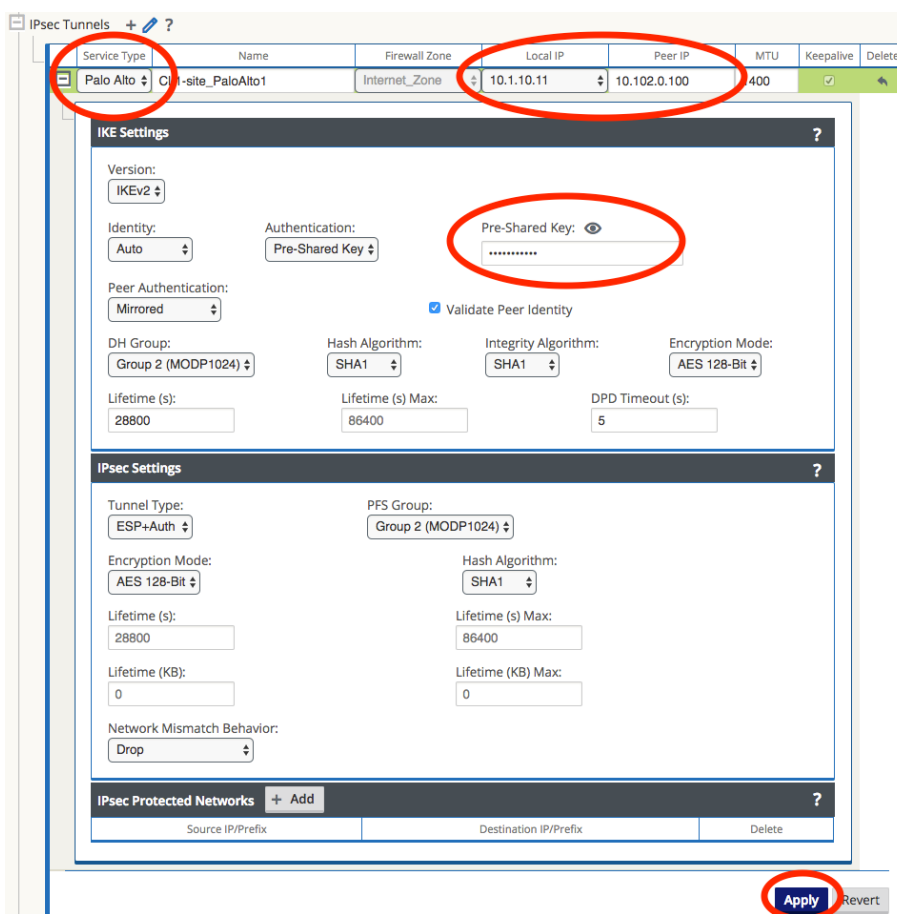 IPsec Tunnels + ?
Service Type Name Firewall Zone Local IP Peer IP MTU Keepalive Delete
Palo Alto Internet_Zone 10.1.10.11 10.102.0.100
IKE Settings ?
Version:
IKEv2
Identity: Authentication: Pre-Shared Key:
Auto Pre-Shared Key •••••••••••
Peer Authentication:
Mirrored Validate Peer Identity
DH Group: Hash Algorithm: Integrity Algorithm: Encryption Mode:
Group 2 (MODP1024) SHA1 SHA1 AES 128-Bit
Lifetime (s): Lifetime (s) Max: DPD Timeout (s):
28800 86400 5
IPsec Settings ?
Tunnel Type: PFS Group:
ESP+Auth Group 2 (MODP1024)
Encryption Mode: Hash Algorithm:
AES 128-Bit SHA1
Lifetime (s): Lifetime (s) Max:
28800 86400
Lifetime (KB): Lifetime (KB) Max:
0 0
Network Mismatch Behavior:
Drop
IPsec Protected Networks + Add ?
Source IP/Prefix Destination IP/Prefix Delete
Apply Revert